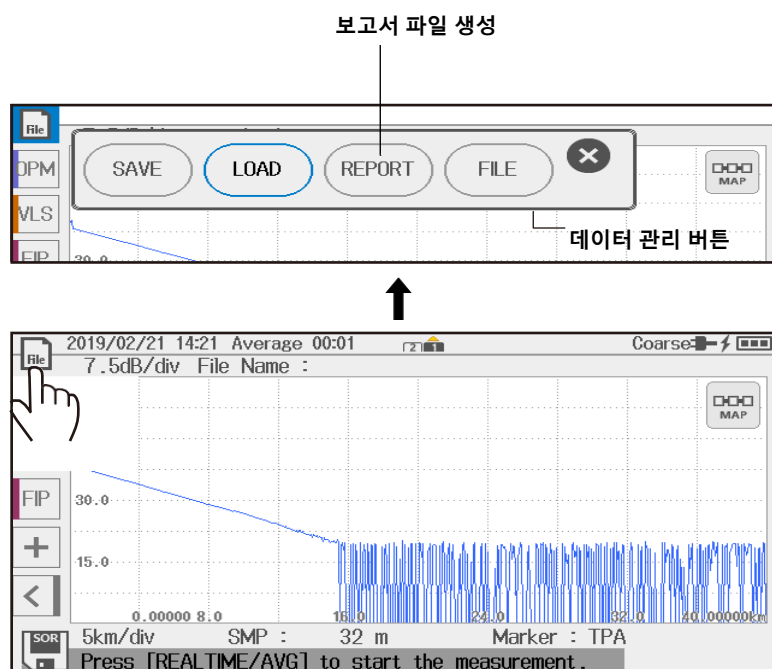 보고서 파일 생성
File
SAVE LOAD REPORT FILE
OPM
MAP
VLS
데이터 관리 버튼
FIP
30.0
2019/02/21 14:21 Average 00:01 2 1 Coarse
File
7.5dB/div File Name :
MAP
FIP
30.0
15.0
0.00000 8.0 16.0 24.0 32.0 40.00000km
SOR 5km/div SMP : 32 m Marker : TPA
Press [REALTIME/AVG] to start the measurement.